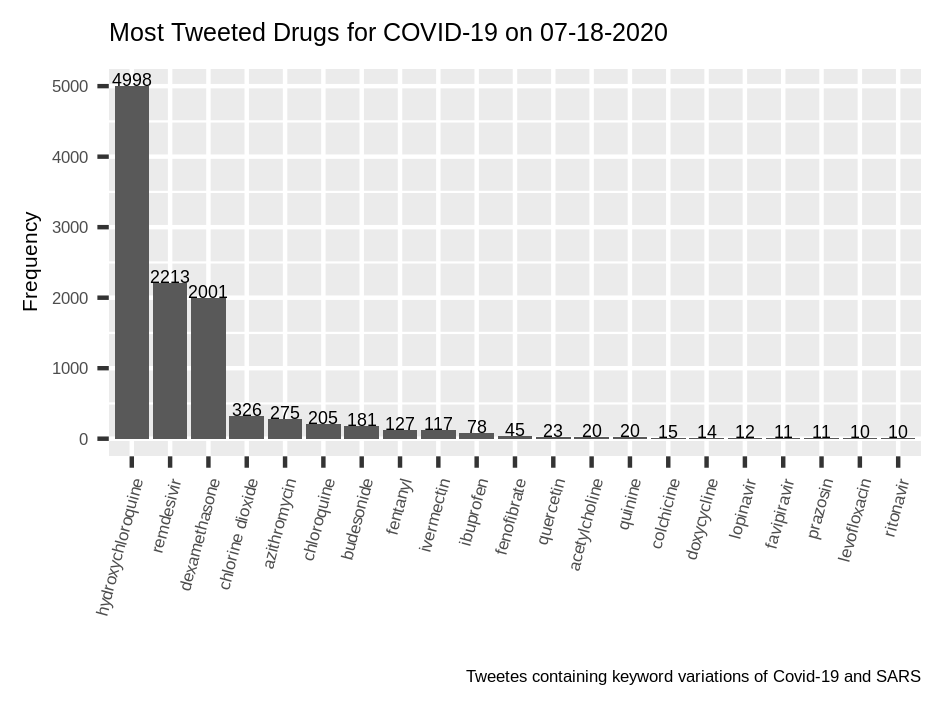 Most Tweeted Drugs for COVID-19 on 07-18-2020
Frequency
5000
4000
3000
2000
1000
0
4998
2213
2001
326
275
205
181
127
117
78
45
23
20
20
15
14
12
11
11
10
10
hydroxychloroquine
remdesivir
dexamethasone
chlorine dioxide
azithromycin
chloroquine
budesonide
fentanyl
ivermectin
ibuprofen
fenofibrate
quercetin
acetylcholine
quinine
colchicine
doxycycline
lopinavir
favipiravir
prazosin
levofloxacin
ritonavir
Tweetes containing keyword variations of Covid-19 and SARS